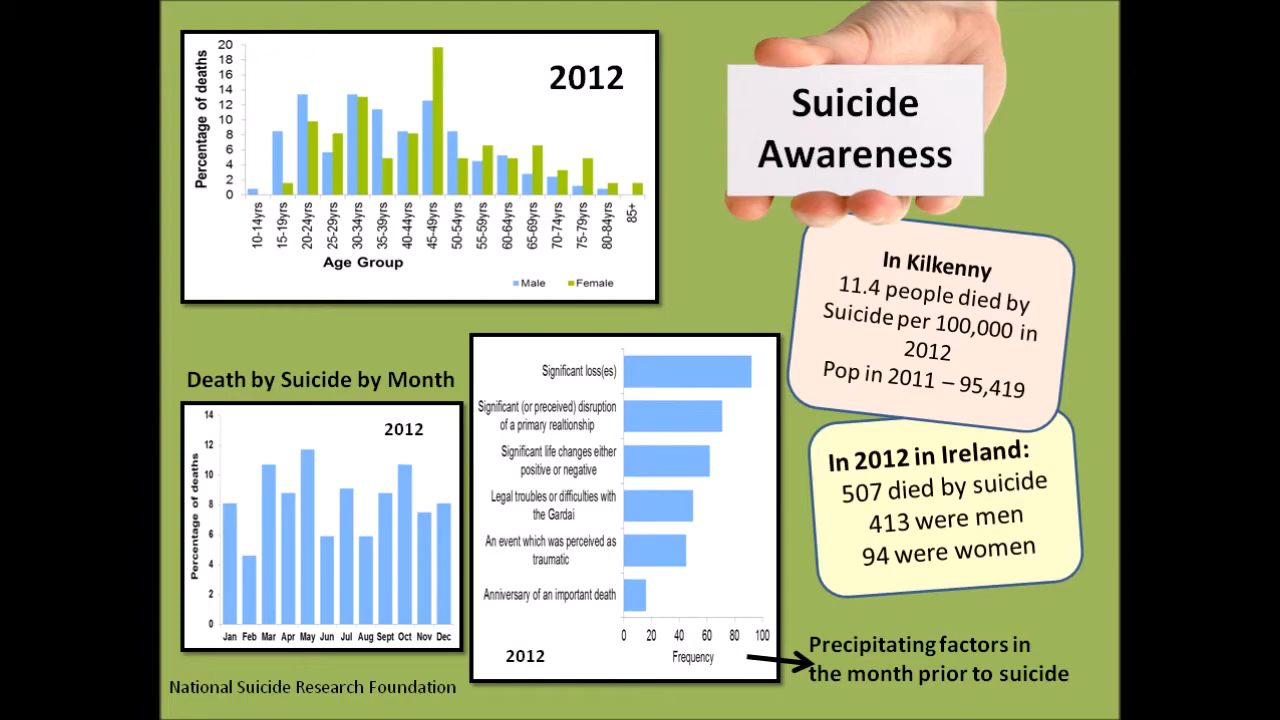 20
18
16
14
12
10
8
6
4
2
0
Percentage of deaths
2012
10-14yrs
15-19yrs
20-24yrs
25-29yrs
30-34yrs
35-39yrs
40-44yrs
45-49yrs
50-54yrs
55-59yrs
60-64yrs
65-69yrs
70-74yrs
75-79yrs
80-84yrs
85+
Age Group
Male Female
Suicide
Awareness
In Kilkenny
11.4 people died by
Suicide per 100,000 in
2012
Pop in 2011 – 95,419
In 2012 in Ireland:
507 died by suicide
413 were men
94 were women
Death by Suicide by Month
14
12
10
8
6
4
2
0
Percentage of deaths
2012
Jan Feb Mar Apr May Jun Jul Aug Sept Oct Nov Dec
Significant loss(es)
Significant (or preceived) disruption
of a primary realtionship
Significant life changes either
positive or negative
Legal troubles or difficulties with
the Gardai
An event which was perceived as
traumatic
Anniversary of an important death
0 20 40 60 80 100
Frequency
2012
Precipitating factors in
the month prior to suicide
National Suicide Research Foundation